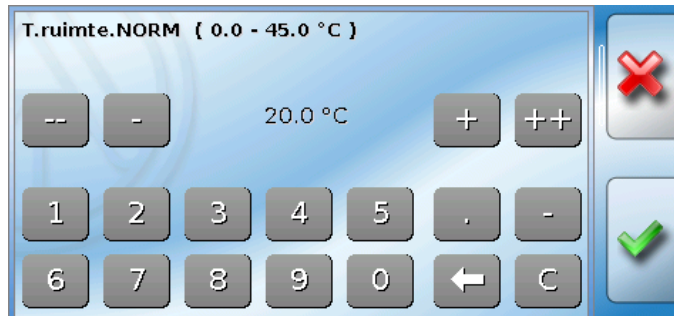 T.ruimte.NORM ( 0.0 - 45.0 °C )
-- - 20.0 °C + ++
1 2 3 4 5 . -
6 7 8 9 0 C